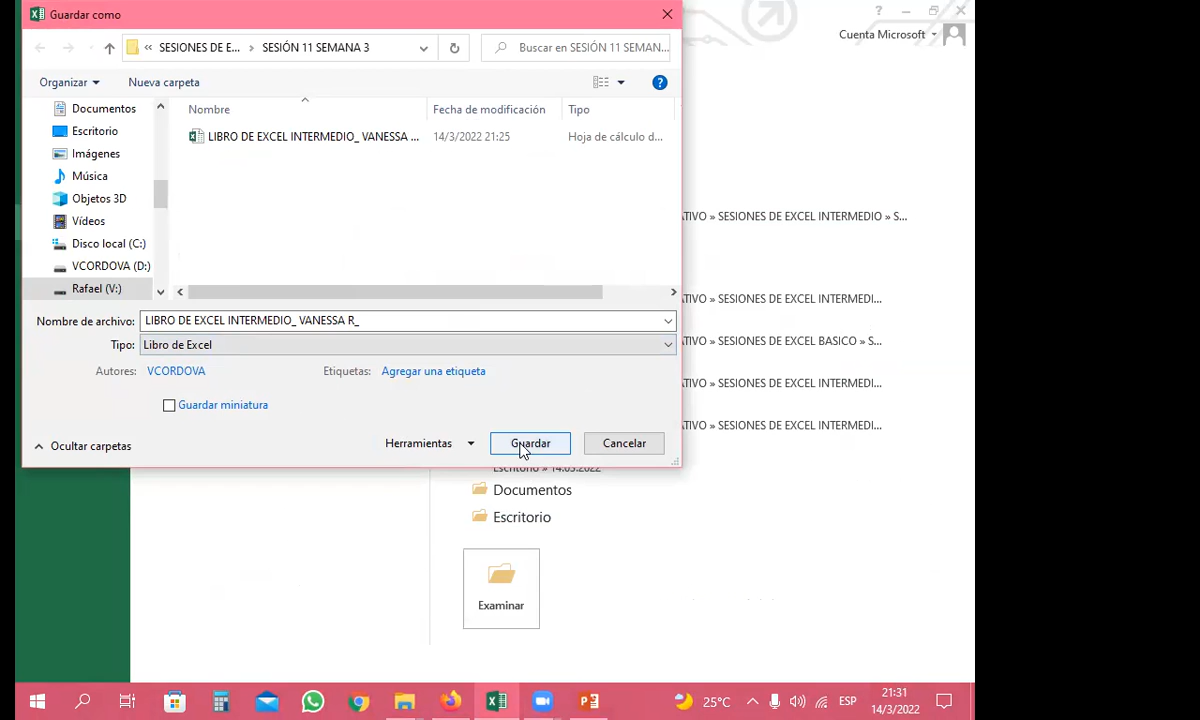 Guardar como
?
Cuenta Microsoft
« SESIONES DE E... › SESIÓN 11 SEMANA 3
Buscar en SESIÓN 11 SEMAN...
Organizar
Nueva carpeta
?
Documentos
Escritorio
Imágenes
Música
Objetos 3D
Vídeos
Disco local (C:)
VCORDOVA (D:)
Rafael (V:)
Nombre
Fecha de modificación
Tipo
LIBRO DE EXCEL INTERMEDIO_ VANESSA ...
14/3/2022 21:25
Hoja de cálculo d...
Nombre de archivo: LIBRO DE EXCEL INTERMEDIO_ VANESSA R_
Tipo: Libro de Excel
Autores: VCORDOVA
Etiquetas: Agregar una etiqueta
Guardar miniatura
Ocultar carpetas
Herramientas
Guardar
Cancelar
ATIVO » SESIONES DE EXCEL INTERMEDIO » S...
ATIVO » SESIONES DE EXCEL INTERMEDI...
ATIVO » SESIONES DE EXCEL BASICO » S...
ATIVO » SESIONES DE EXCEL INTERMEDI...
ATIVO » SESIONES DE EXCEL INTERMEDI...
Escritorio » 14.03.2022
Documentos
Escritorio
Examinar
25°C
ESP
21:31
14/3/2022